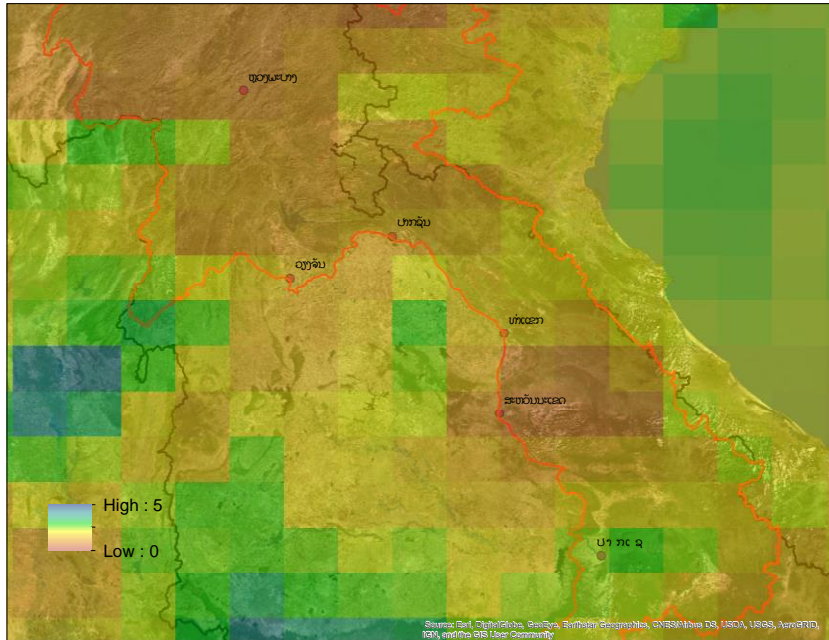 ຫຼວງພະບາງ
ປາກຊັນ
ວຽງຈັນ
ທ່າແຂກ
ສະຫວັນນະເຂດ
High : 5
Low : 0
ປາ ກເ ຊ
Source: Esri, DigitalGlobe, GeoEye, Earthstar Geographics, CNES/Airbus DS, USDA, USGS, AeroGRID,
IGN, and the GIS User Community